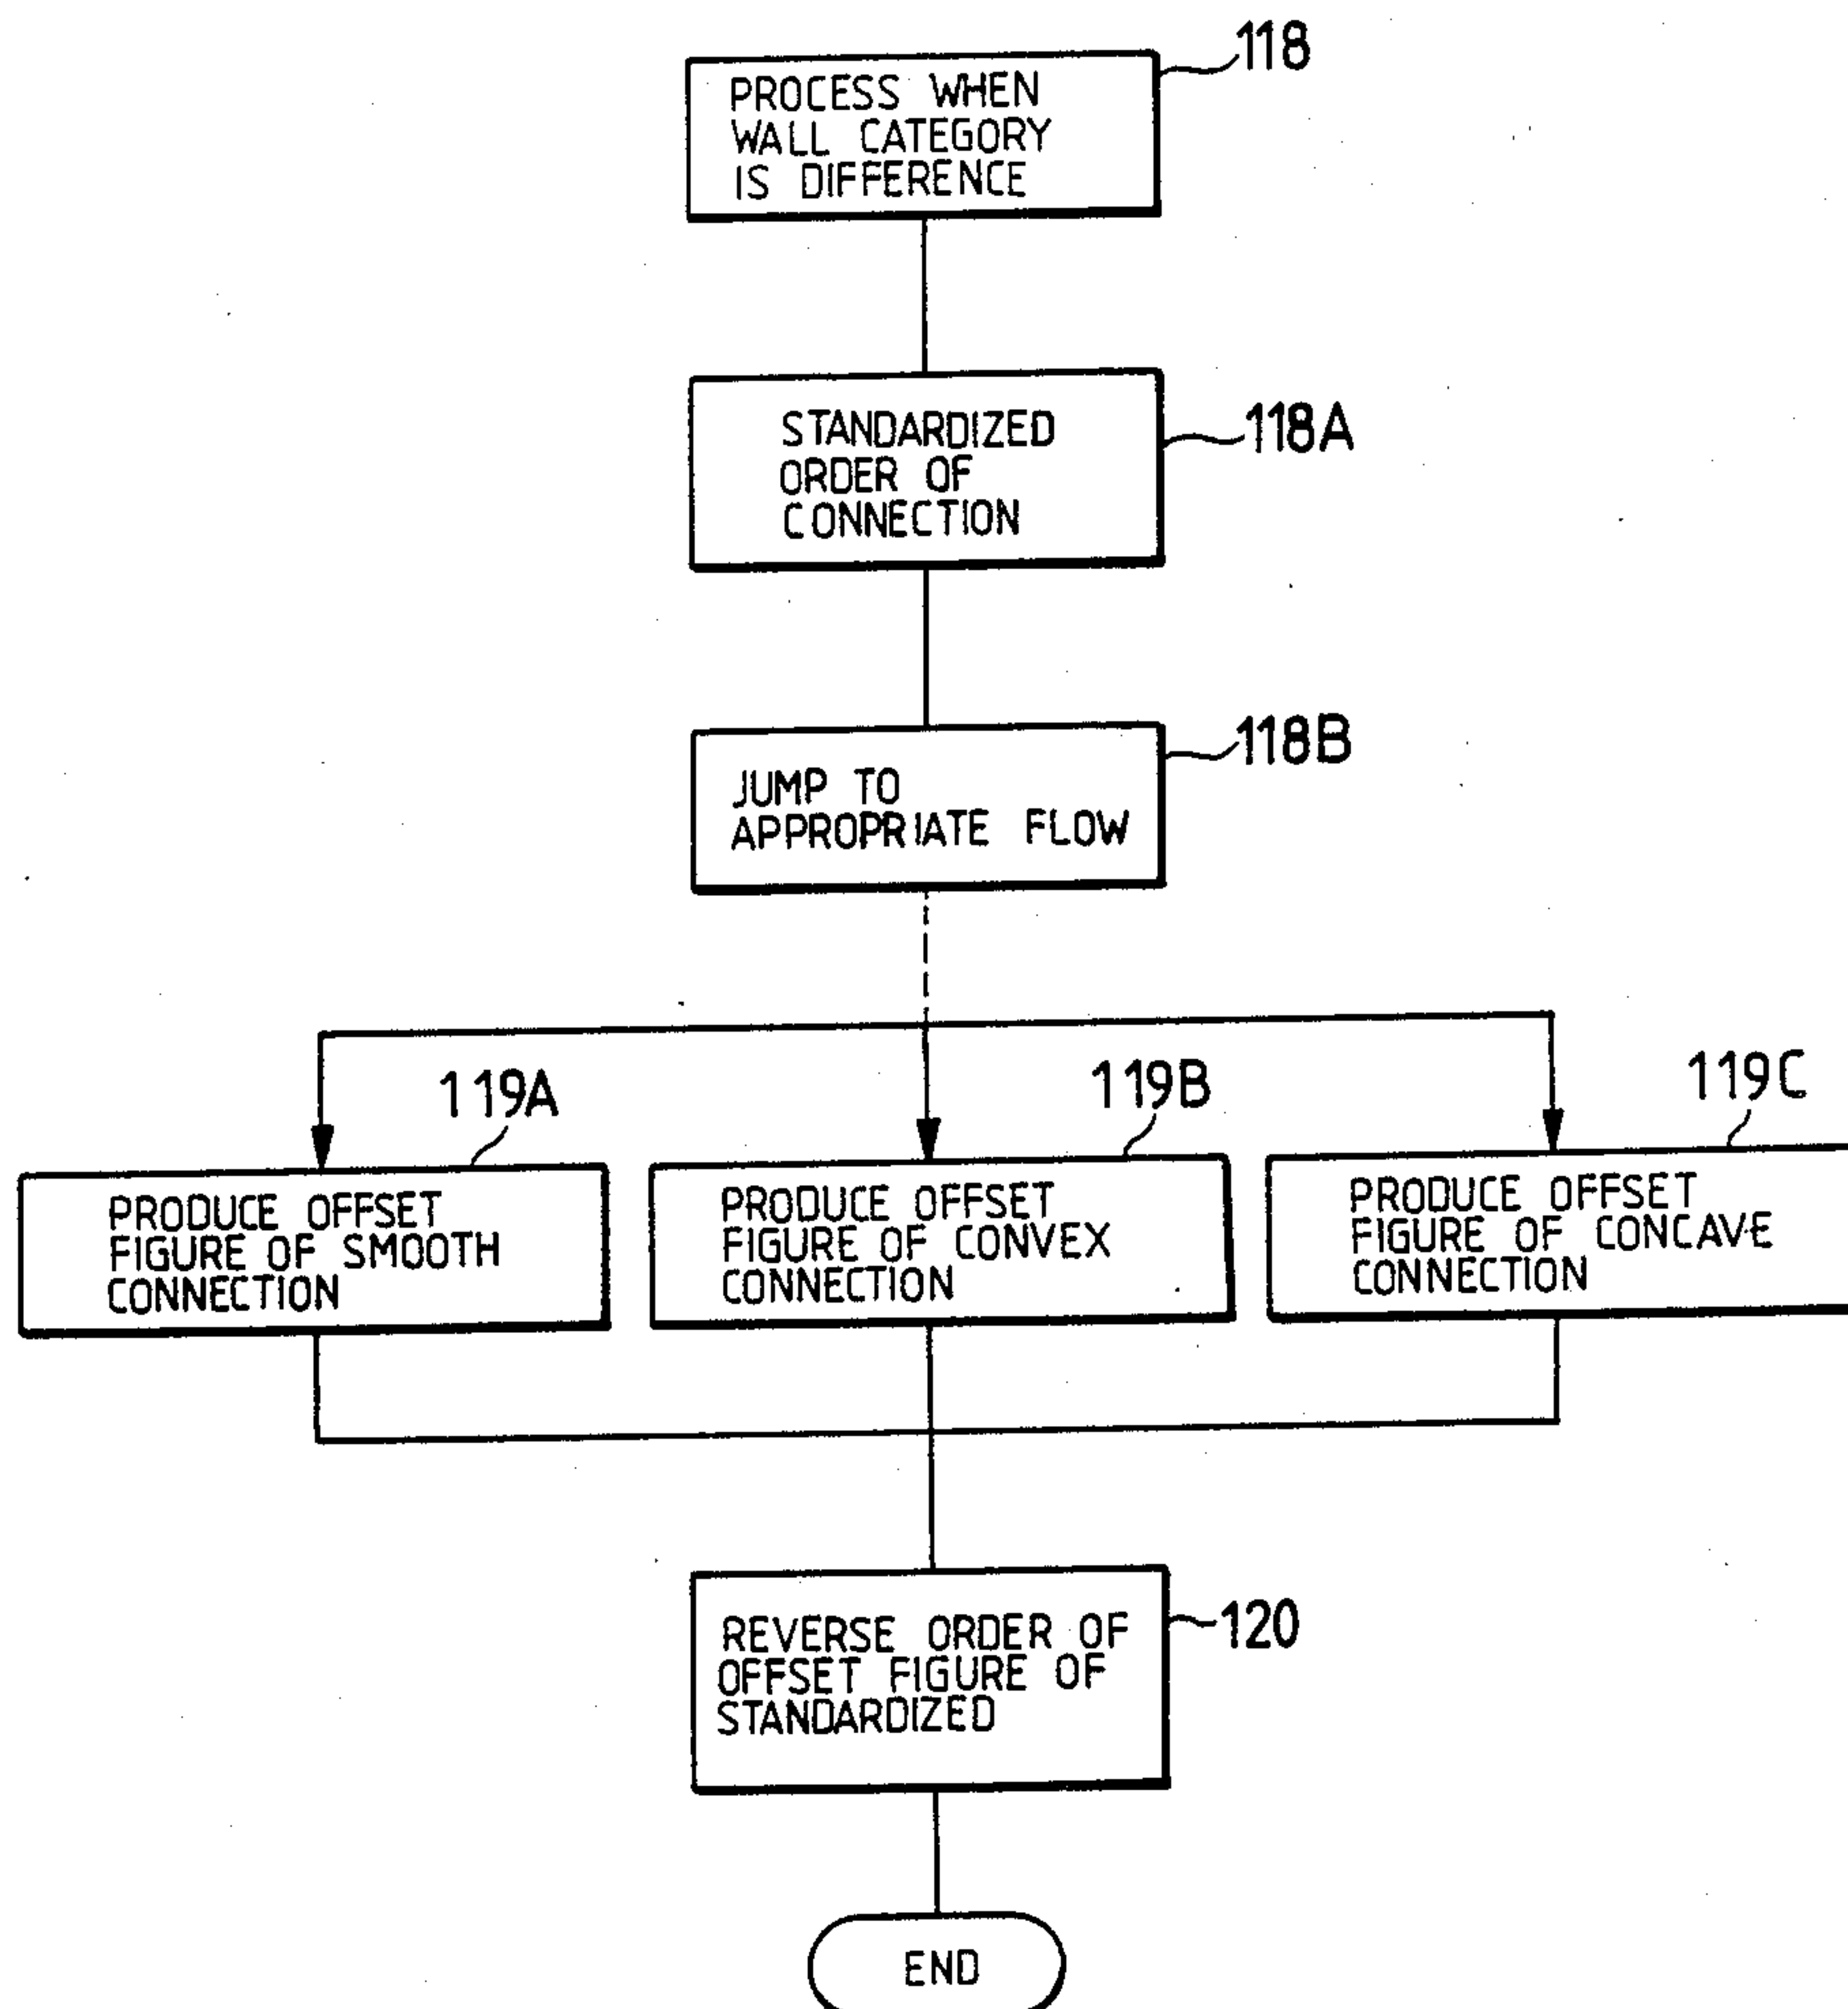 118
PROCESS WHEN
WALL CATEGORY
IS DIFFERENCE
118A
STANDARDIZED
ORDER OF
CONNECTION
118B
JUMP TO
APPROPRIATE FLOW
119A
PRODUCE OFFSET
FIGURE OF SMOOTH
CONNECTION
119B
PRODUCE OFFSET
FIGURE OF CONVEX
CONNECTION
119C
PRODUCE OFFSET
FIGURE OF CONCAVE
CONNECTION
120
REVERSE ORDER OF
OFFSET FIGURE OF
STANDARDIZED
END